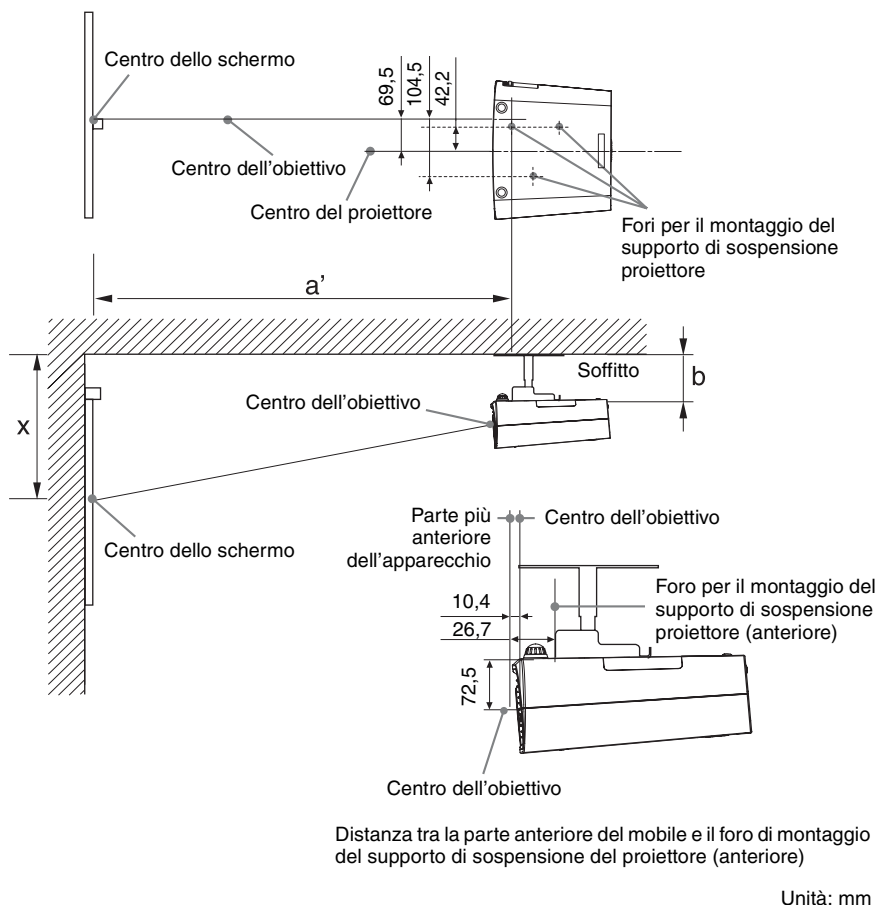 Centro dello schermo
69,5
104,5
42,2
Centro dell'obiettivo
Centro del proiettore
Fori per il montaggio del
supporto di sospensione
proiettore
a'
Soffitto
b
x
Centro dell'obiettivo
Centro dello schermo
Parte più
anteriore
dell'apparecchio
Centro dell'obiettivo
10,4
26,7
Foro per il montaggio del
supporto di sospensione
proiettore (anteriore)
72,5
Centro dell'obiettivo
Distanza tra la parte anteriore del mobile e il foro di montaggio
del supporto di sospensione del proiettore (anteriore)
Unità: mm